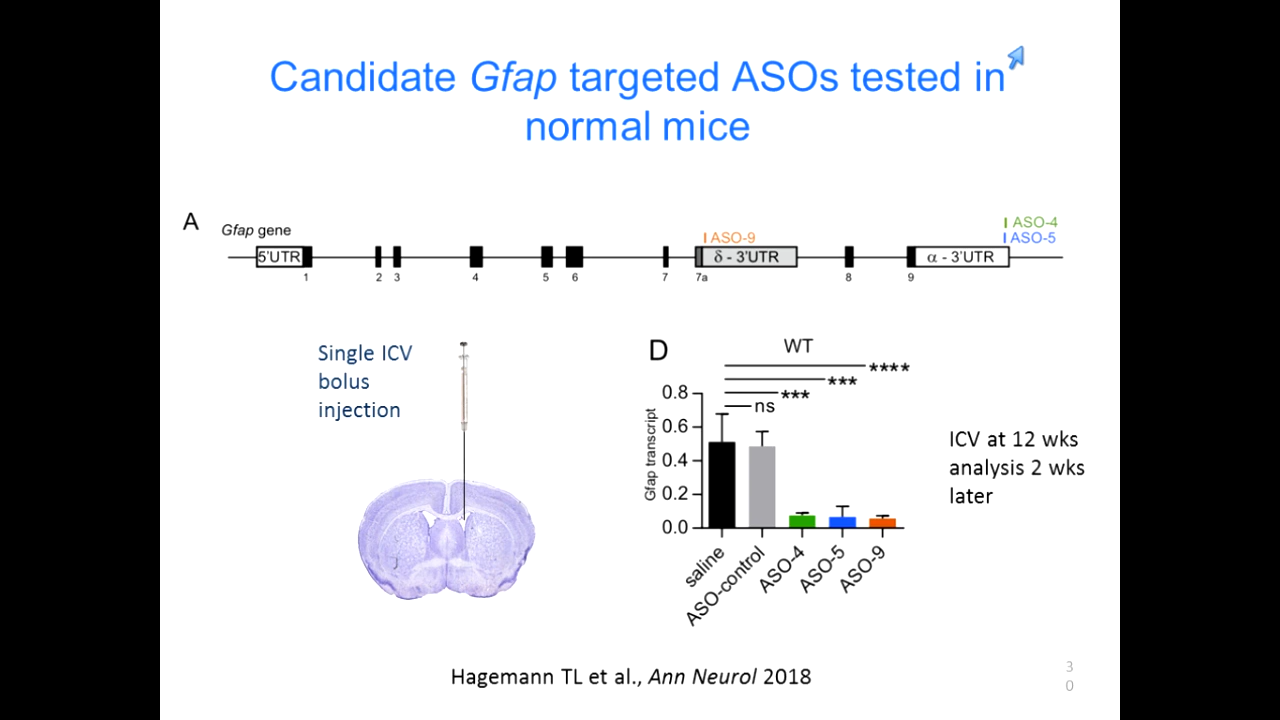 Candidate Gfap targeted ASOs tested in
normal mice
A
Gfap gene
ASO-4
ASO-5
ASO-9
5'UTR
δ - 3'UTR
α - 3'UTR
1 2 3 4 5 6 7 7a 8 9
Single ICV
bolus
injection
D
WT
****
***
***
ns
Gfap transcript
0.8
0.6
0.4
0.2
0.0
saline
ASO-control
ASO-4
ASO-5
ASO-9
ICV at 12 wks
analysis 2 wks
later
Hagemann TL et al., Ann Neurol 2018
3
0